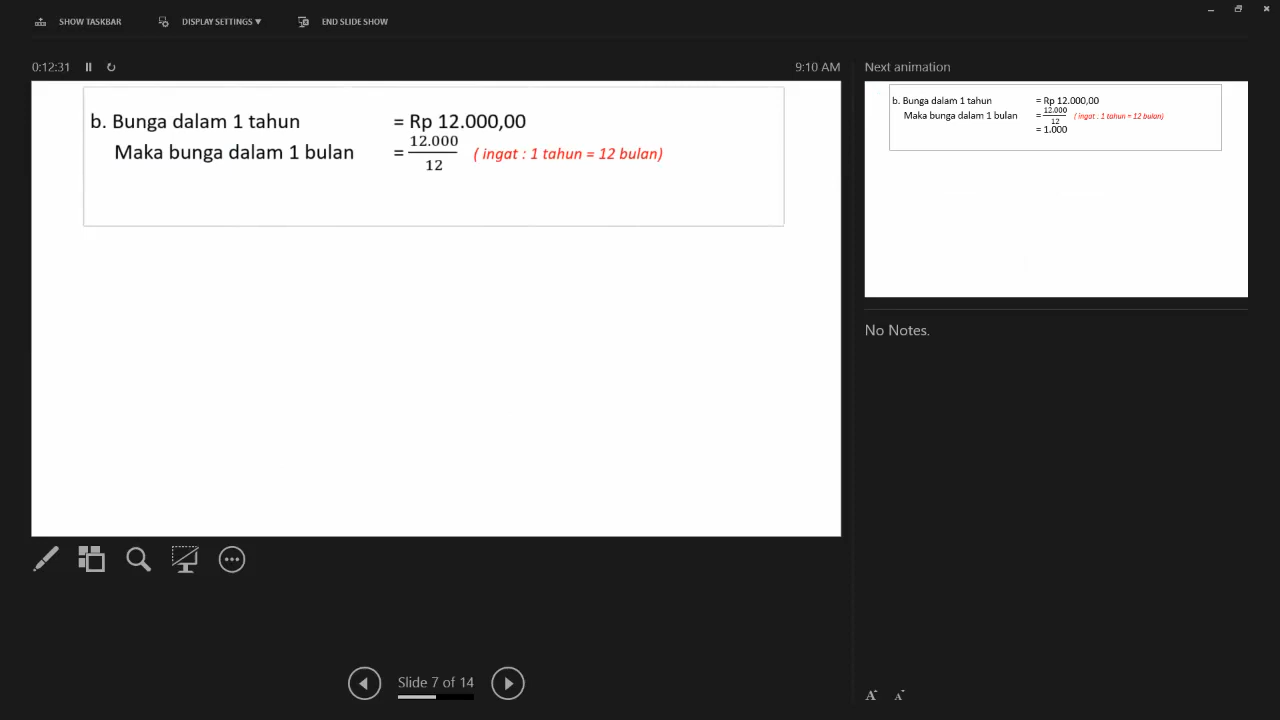 SHOW TASKBAR DISPLAY SETTINGS ▼ END SLIDE SHOW
0:12:31 9:10 AM
b. Bunga dalam 1 tahun = Rp 12.000,00
Maka bunga dalam 1 bulan = 12.000/12 ( ingat : 1 tahun = 12 bulan)
Slide 7 of 14
Next animation
b. Bunga dalam 1 tahun = Rp 12.000,00
Maka bunga dalam 1 bulan = 12.000/12 ( ingat : 1 tahun = 12 bulan)
= 1.000
No Notes.
A A